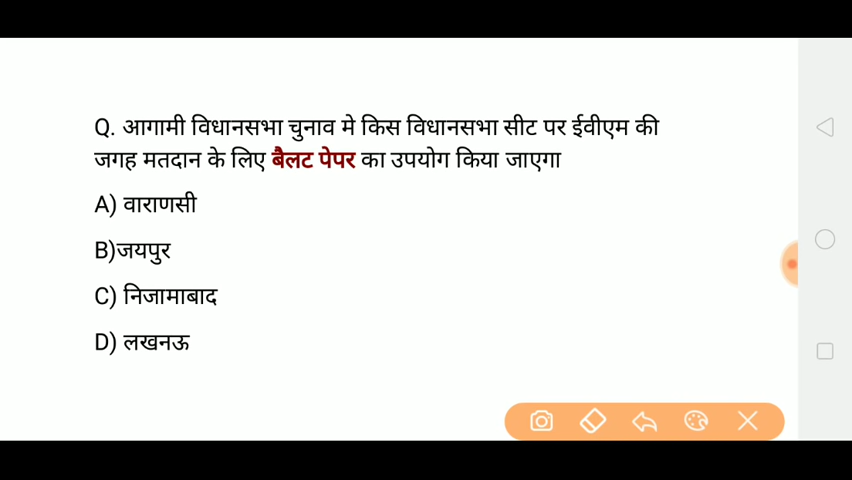 Q. आगामी विधानसभा चुनाव मे किस विधानसभा सीट पर ईवीएम की
जगह मतदान के लिए बैलट पेपर का उपयोग किया जाएगा
A) वाराणसी
B)जयपुर
C) निजामाबाद
D) लखनऊ